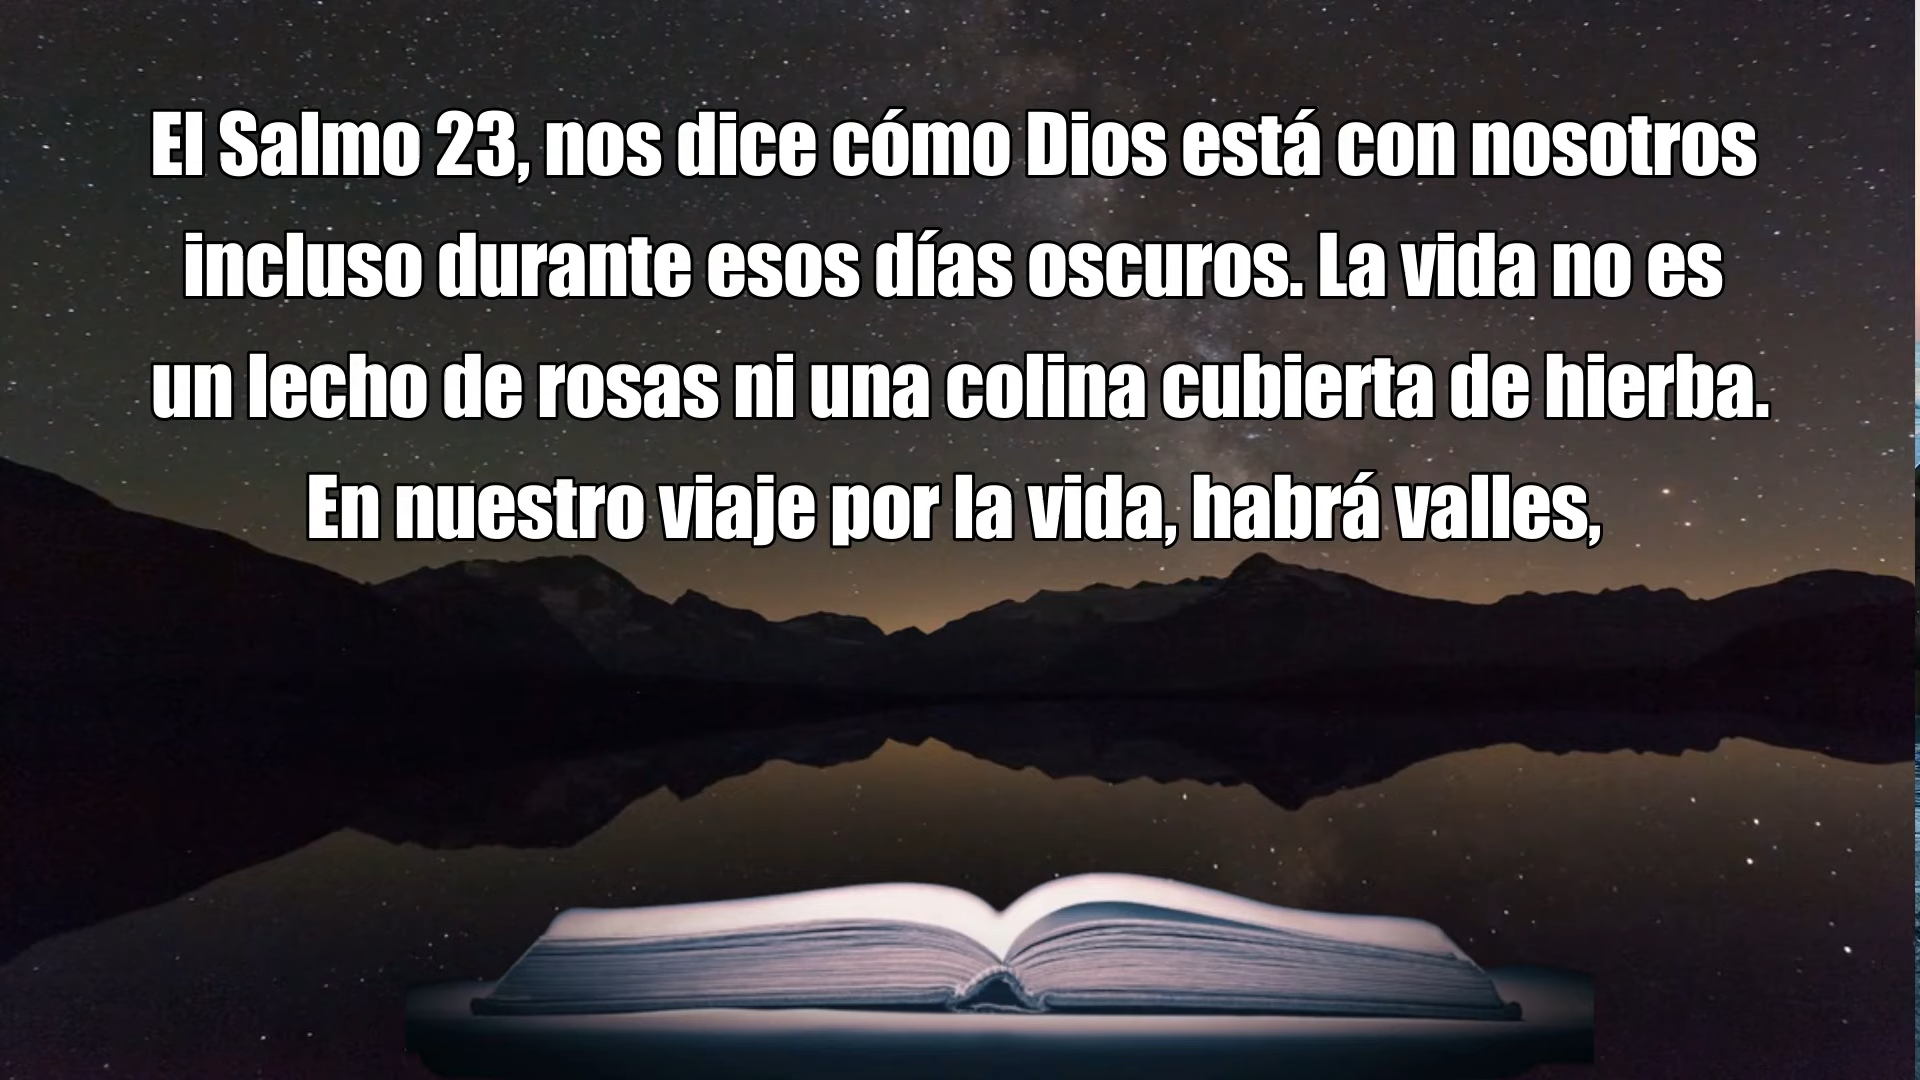 El Salmo 23, nos dice cómo Dios está con nosotros
incluso durante esos días oscuros. La vida no es
un lecho de rosas ni una colina cubierta de hierba.
En nuestro viaje por la vida, habrá valles,